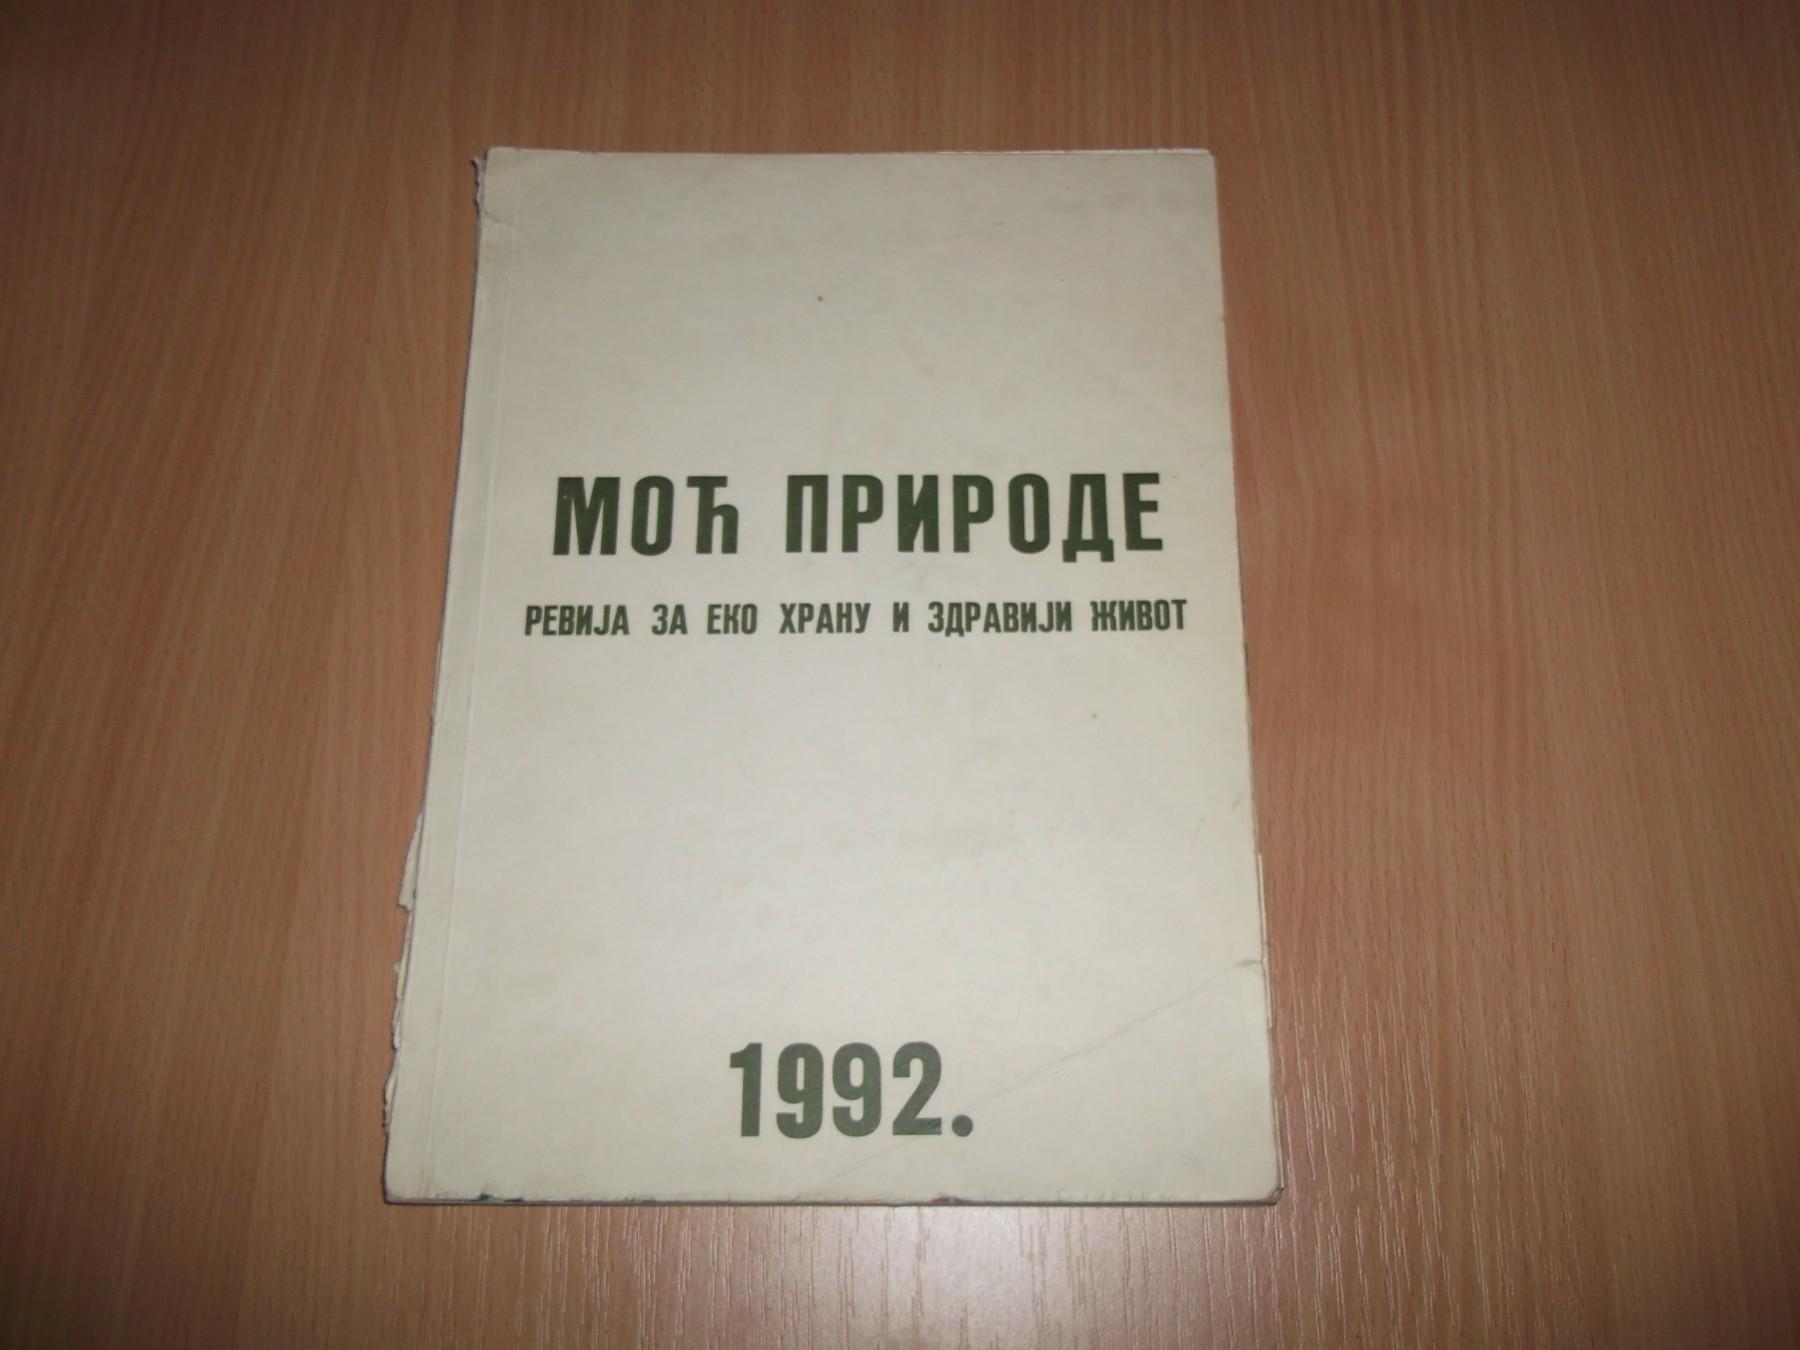 МОЋ ПРИРОДЕ
РЕВИЈА ЗА ЕКО ХРАНУ И ЗДРАВИЈИ ЖИВОТ
1992.